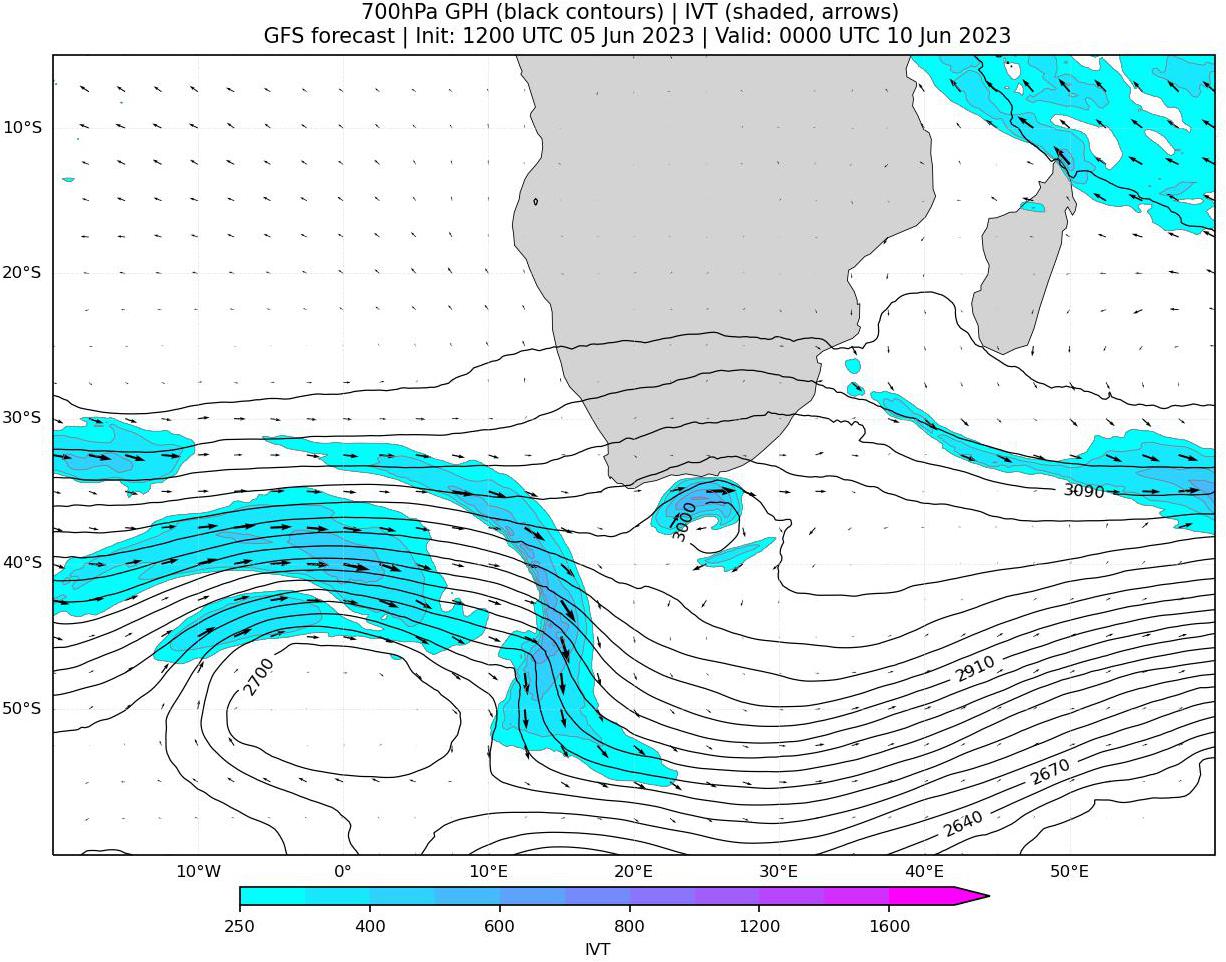 700hPa GPH (black contours) | IVT (shaded, arrows)
GFS forecast | Init: 1200 UTC 05 Jun 2023 | Valid: 0000 UTC 10 Jun 2023
10°S
20°S
30°S
3090
3000
40°S
2910
2700
50°S
2670
2640
10°W 0° 10°E 20°E 30°E 40°E 50°E
250 400 600 800 1200 1600
IVT